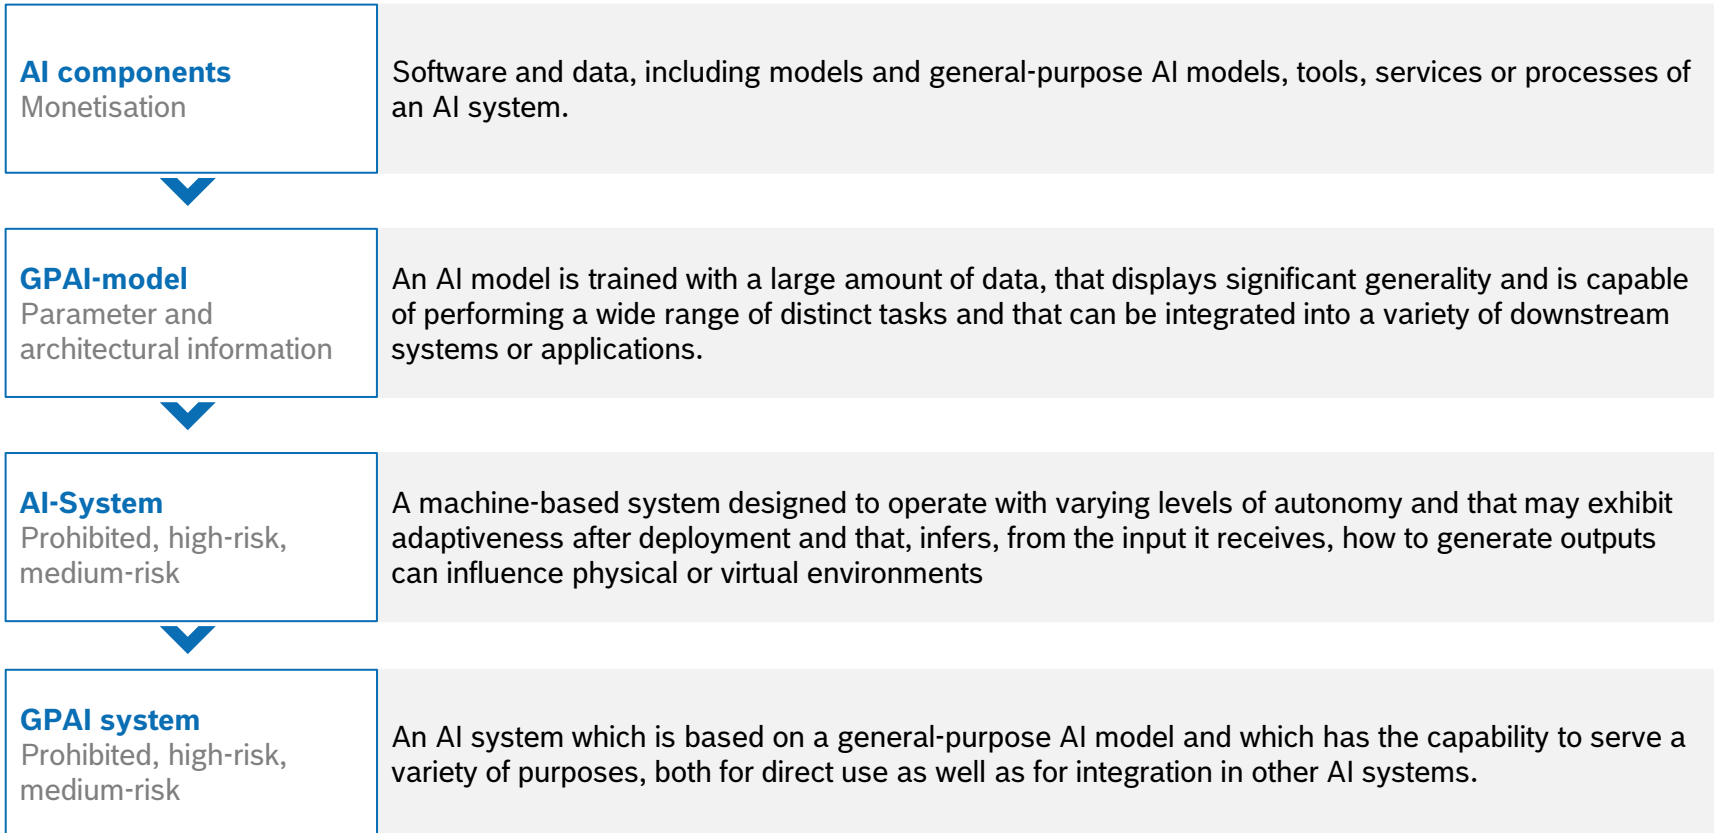 AI components
Monetisation
Software and data, including models and general-purpose AI models, tools, services or processes of
an AI system.
GPAI-model
Parameter and
architectural information
An AI model is trained with a large amount of data, that displays significant generality and is capable
of performing a wide range of distinct tasks and that can be integrated into a variety of downstream
systems or applications.
AI-System
Prohibited, high-risk,
medium-risk
A machine-based system designed to operate with varying levels of autonomy and that may exhibit
adaptiveness after deployment and that, infers, from the input it receives, how to generate outputs
can influence physical or virtual environments
GPAI system
Prohibited, high-risk,
medium-risk
An AI system which is based on a general-purpose AI model and which has the capability to serve a
variety of purposes, both for direct use as well as for integration in other AI systems.